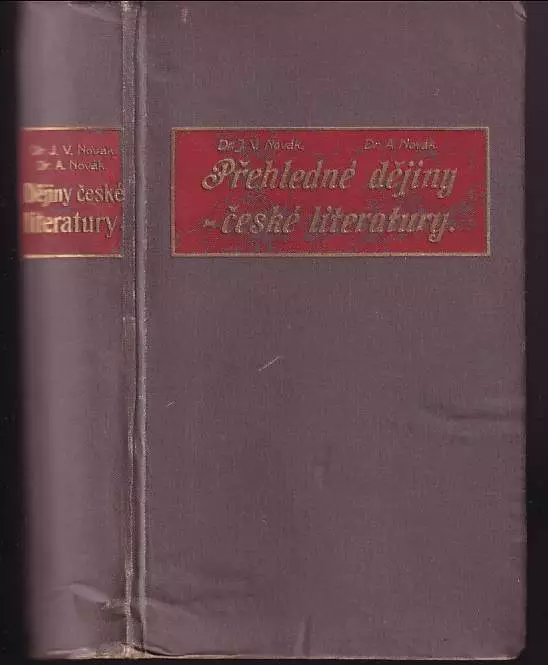 Dr. J. V. Novák.
Dr. A. Novák.
Dějiny české
literatury
Dr. J. V. Novák. Dr. A. Novák.
Přehledné dějiny
české literatury.